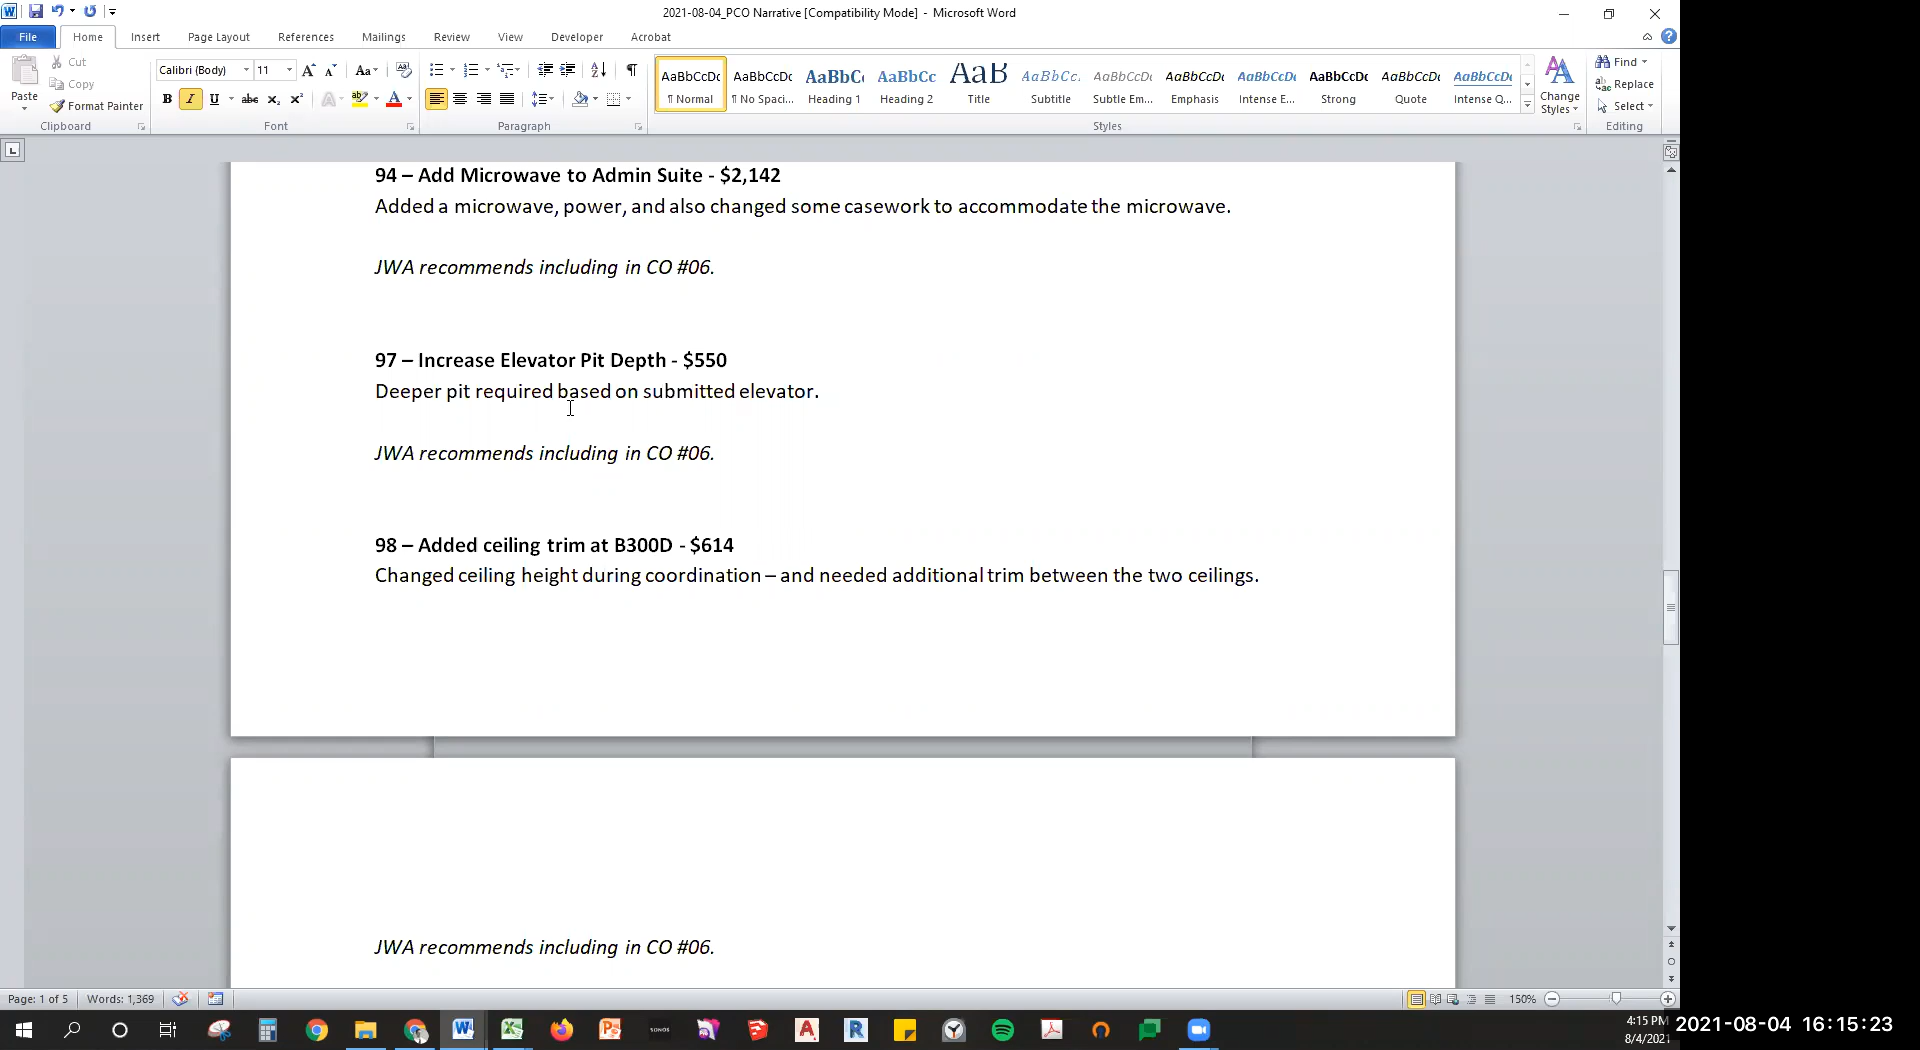 2021-08-04_PCO Narrative [Compatibility Mode] - Microsoft Word
File Home Insert Page Layout References Mailings Review View Developer Acrobat
Paste
Cut
Copy
Format Painter
Clipboard
Calibri (Body) 11
Font
Paragraph
AaBbCcDc AaBbCcDc AaBbCc AaBbCc AaB AaBbCc. AaBbCcDc AaBbCcDc AaBbCcDc AaBbCcDc AaBbCcDc AaBbCcDc
¶ Normal ¶ No Spaci... Heading 1 Heading 2 Title Subtitle Subtle Em... Emphasis Intense E... Strong Quote Intense Q...
Styles
Change
Styles
Find
Replace
Select
Editing
94 – Add Microwave to Admin Suite - $2,142
Added a microwave, power, and also changed some casework to accommodate the microwave.
JWA recommends including in CO #06.
97 – Increase Elevator Pit Depth - $550
Deeper pit required based on submitted elevator.
JWA recommends including in CO #06.
98 – Added ceiling trim at B300D - $614
Changed ceiling height during coordination – and needed additional trim between the two ceilings.
JWA recommends including in CO #06.
Page: 1 of 5 Words: 1,369 150%
SONOS
4:15 PM
8/4/2021
2021-08-04 16:15:23